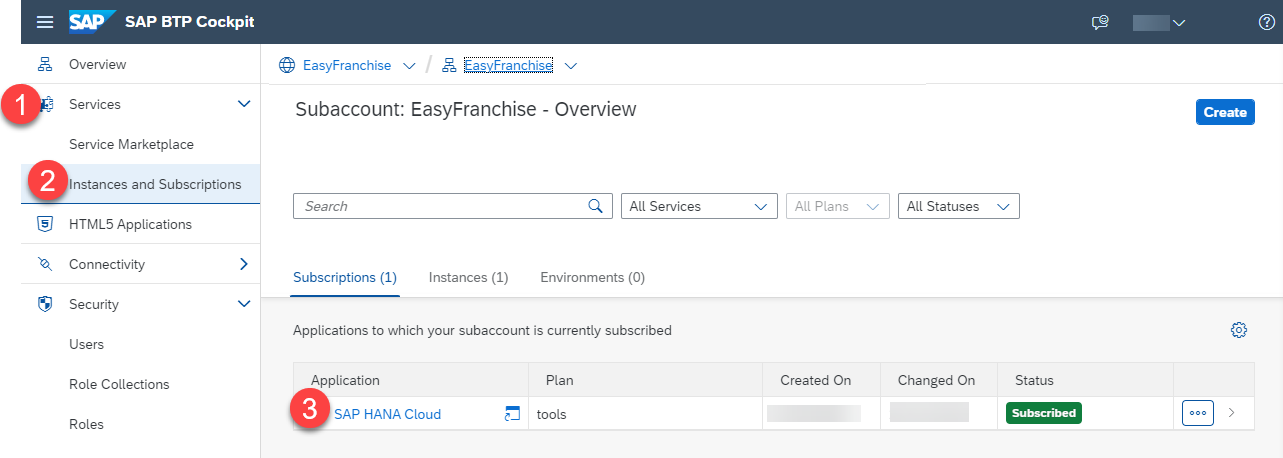 SAP SAP BTP Cockpit
Overview
EasyFranchise / EasyFranchise
1 Services
Subaccount: EasyFranchise - Overview
Create
Service Marketplace
2 Instances and Subscriptions
Search All Services All Plans All Statuses
HTML5 Applications
Connectivity
Subscriptions (1) Instances (1) Environments (0)
Security
Applications to which your subaccount is currently subscribed
Users
Role Collections
Application Plan Created On Changed On Status
3 SAP HANA Cloud tools Subscribed
Roles